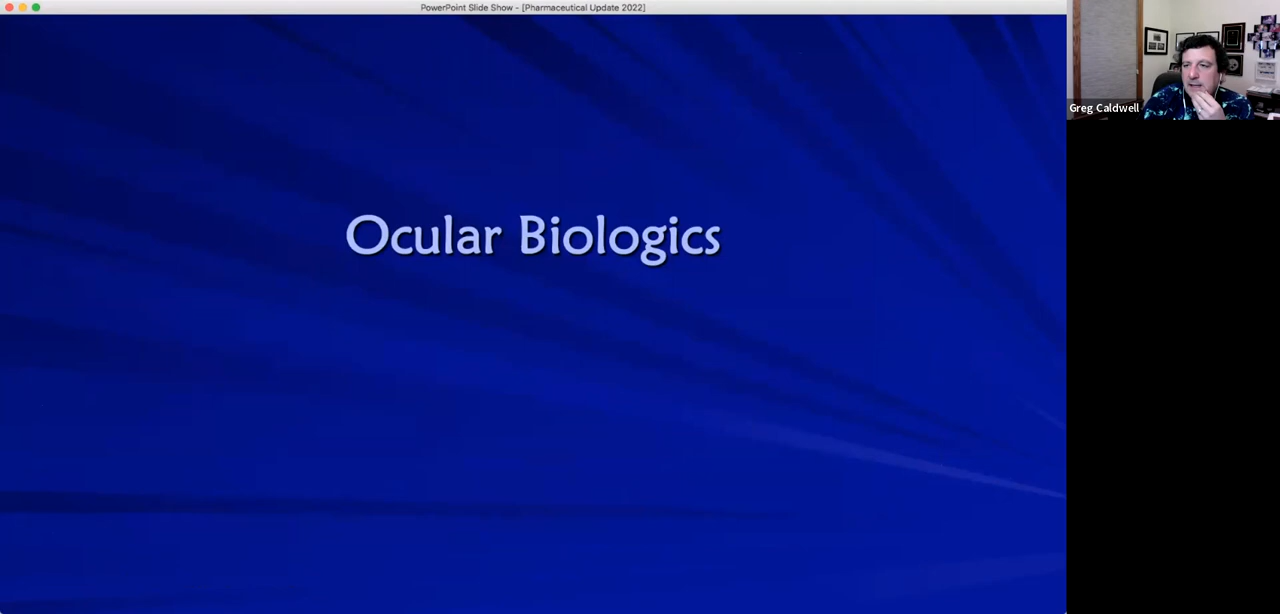 PowerPoint Slide Show - [Pharmaceutical Update 2022]
Ocular Biologics
Greg Caldwell